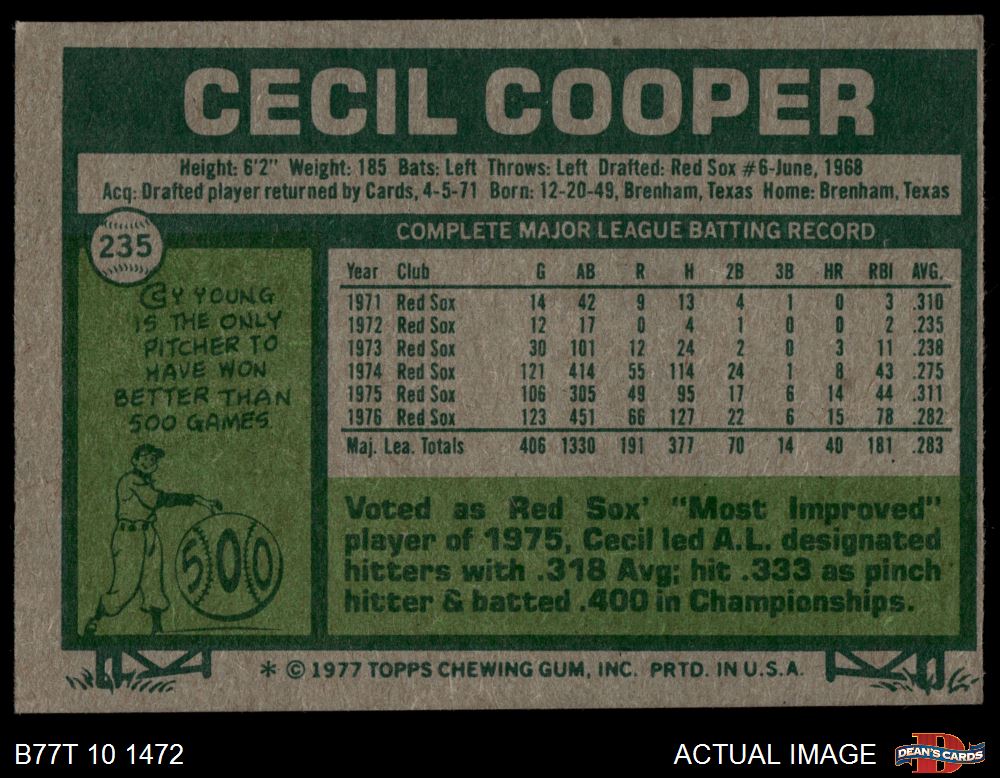 CECIL COOPER
Height: 6'2" Weight: 185 Bats: Left Throws: Left Drafted: Red Sox #6-June, 1968
Acq: Drafted player returned by Cards, 4-5-71 Born: 12-20-49, Brenham, Texas Home: Brenham, Texas
235
CY YOUNG
IS THE ONLY
PITCHER TO
HAVE WON
BETTER THAN
500 GAMES.
500
COMPLETE MAJOR LEAGUE BATTING RECORD
Year Club G AB R H 2B 3B HR RBI AVG.
1971 Red Sox 14 42 9 13 4 1 0 3 .310
1972 Red Sox 12 17 0 4 1 0 0 2 .235
1973 Red Sox 30 101 12 24 2 0 3 11 .238
1974 Red Sox 121 414 55 114 24 1 8 43 .275
1975 Red Sox 106 305 49 95 17 6 14 44 .311
1976 Red Sox 123 451 66 127 22 6 15 78 .282
Maj. Lea. Totals 406 1330 191 377 70 14 40 181 .283
Voted as Red Sox' "Most Improved"
player of 1975, Cecil led A.L. designated
hitters with .318 Avg; hit .333 as pinch
hitter & batted .400 in Championships.
* © 1977 TOPPS CHEWING GUM, INC. PRTD. IN U.S.A.
B77T 10 1472
ACTUAL IMAGE
DEAN'S CARDS